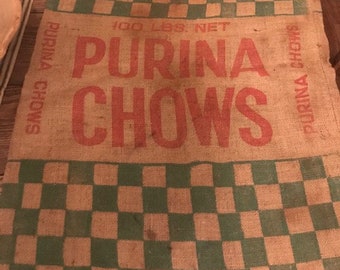 100 LBS. NET
PURINA
CHOWS
PURINA CHOWS
PURINA CHOWS